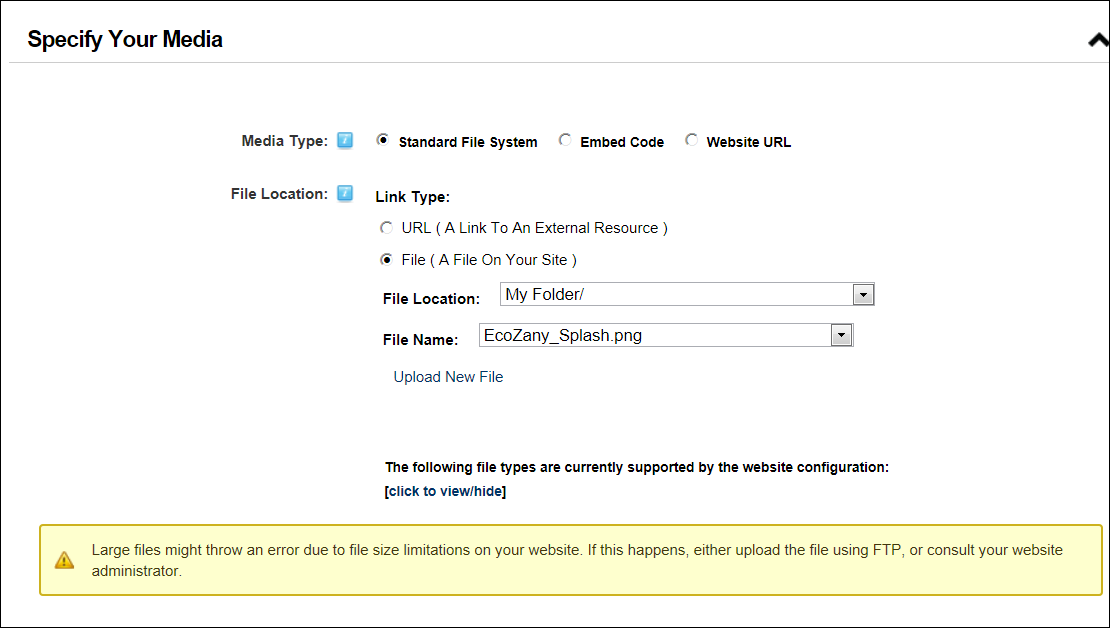 Specify Your Media
Media Type: Standard File System Embed Code Website URL
File Location: Link Type:
URL ( A Link To An External Resource )
File ( A File On Your Site )
File Location: My Folder/
File Name: EcoZany_Splash.png
Upload New File
The following file types are currently supported by the website configuration:
[click to view/hide]
Large files might throw an error due to file size limitations on your website. If this happens, either upload the file using FTP, or consult your website
administrator.